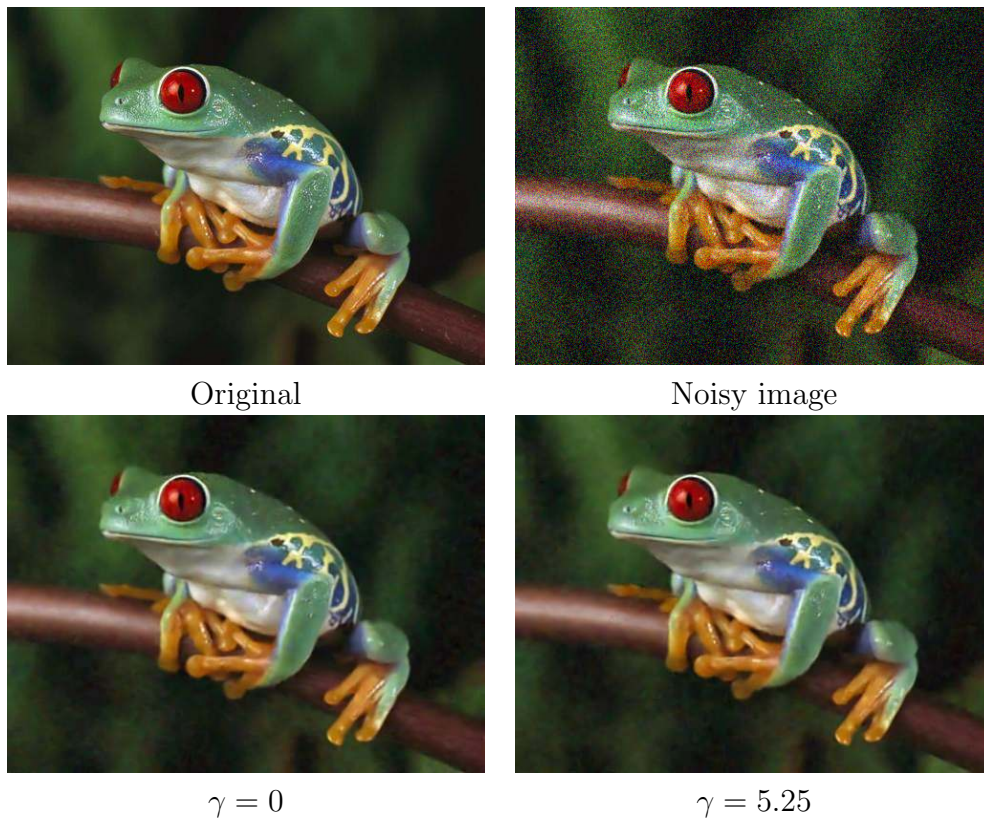 Original
Noisy image
γ = 0
γ = 5.25